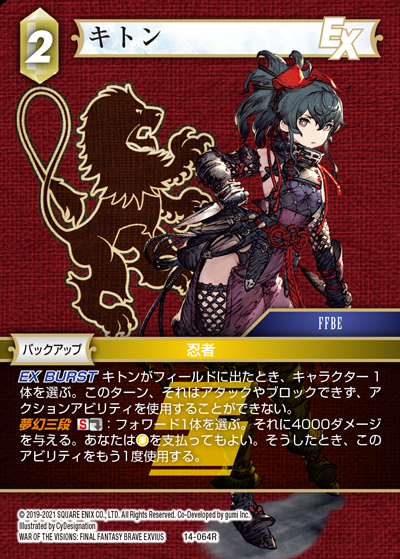 2 キトン EX
FFBE
バックアップ 忍者
EX BURST キトンがフィールドに出たとき、キャラクター1
体を選ぶ。このターン、それはアタックやブロックできず、ア
クションアビリティを使用することができない。
夢幻三段 S：フォワード1体を選ぶ。それに4000ダメージ
を与える。あなたはを支払ってもよい。そうしたとき、この
アビリティをもう1度使用する。
© 2019-2021 SQUARE ENIX CO., LTD. All Rights Reserved. Co-Developed by gumi Inc.
Illustrated by CyDesignation
WAR OF THE VISIONS: FINAL FANTASY BRAVE EXVIUS 14-064R